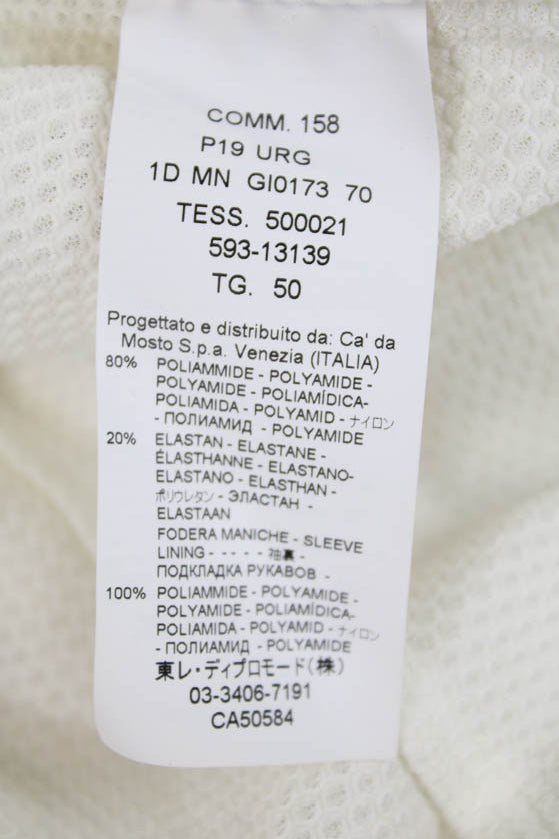 COMM. 158
P19 URG
1D MN GI0173 70
TESS. 500021
593-13139
TG. 50
Progettato e distribuito da: Ca' da
Mosto S.p.a. Venezia (ITALIA)
80% POLIAMMIDE - POLYAMIDE -
POLYAMIDE - POLIAMÍDICA-
POLIAMIDA - POLYAMID - ナイロン
- ПОЛИАМИД - POLYAMIDE
20% ELASTAN - ELASTANE -
ÉLASTHANNE - ELASTANO-
ELASTANO - ELASTHAN -
ポリウレタン - ЭЛАСТАН -
ELASTAAN
FODERA MANICHE - SLEEVE
LINING - - - - - 袖裏 -
ПОДКЛАДКА РУКАВОВ -
100% POLIAMMIDE - POLYAMIDE -
POLYAMIDE - POLIAMÍDICA-
POLIAMIDA - POLYAMID - ナイロン
- ПОЛИАМИД - POLYAMIDE
東レ・ディプロモード(株)
03-3406-7191
CA50584